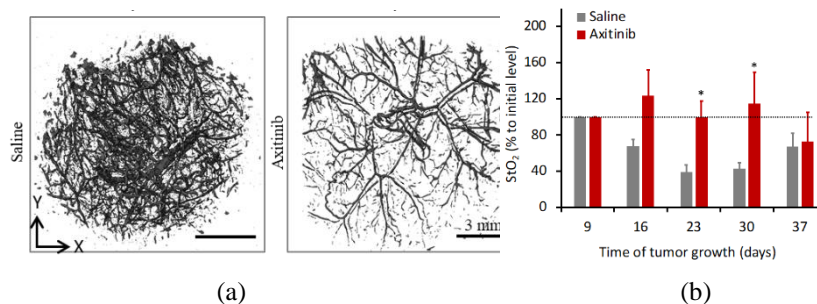 Saline
Y
X
Axitinib
3 mm
(a)
Saline
Axitinib
StO₂ (% to initial level)
200
160
120
80
40
0
*
*
9 16 23 30 37
Time of tumor growth (days)
(b)